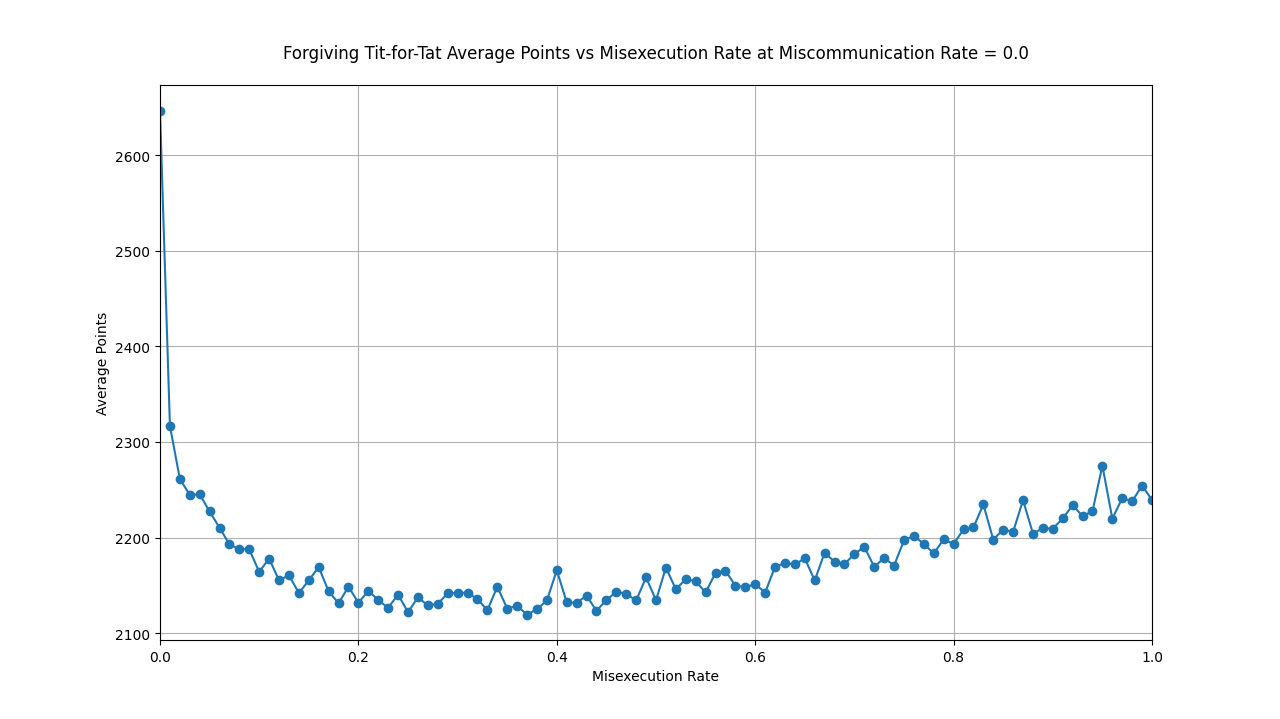 Forgiving Tit-for-Tat Average Points vs Misexecution Rate at Miscommunication Rate = 0.0
2600
2500
2400
2300
2200
2100
Average Points
0.0 0.2 0.4 0.6 0.8 1.0
Misexecution Rate